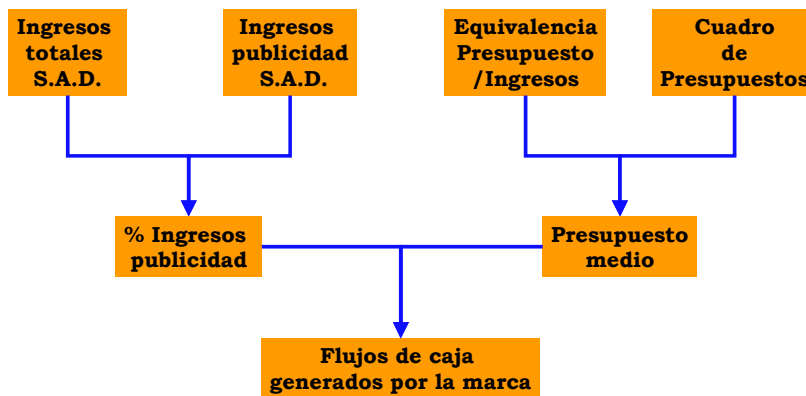 Ingresos
totales
S.A.D.
Ingresos
publicidad
S.A.D.
Equivalencia
Presupuesto
/Ingresos
Cuadro
de
Presupuestos
% Ingresos
publicidad
Presupuesto
medio
Flujos de caja
generados por la marca